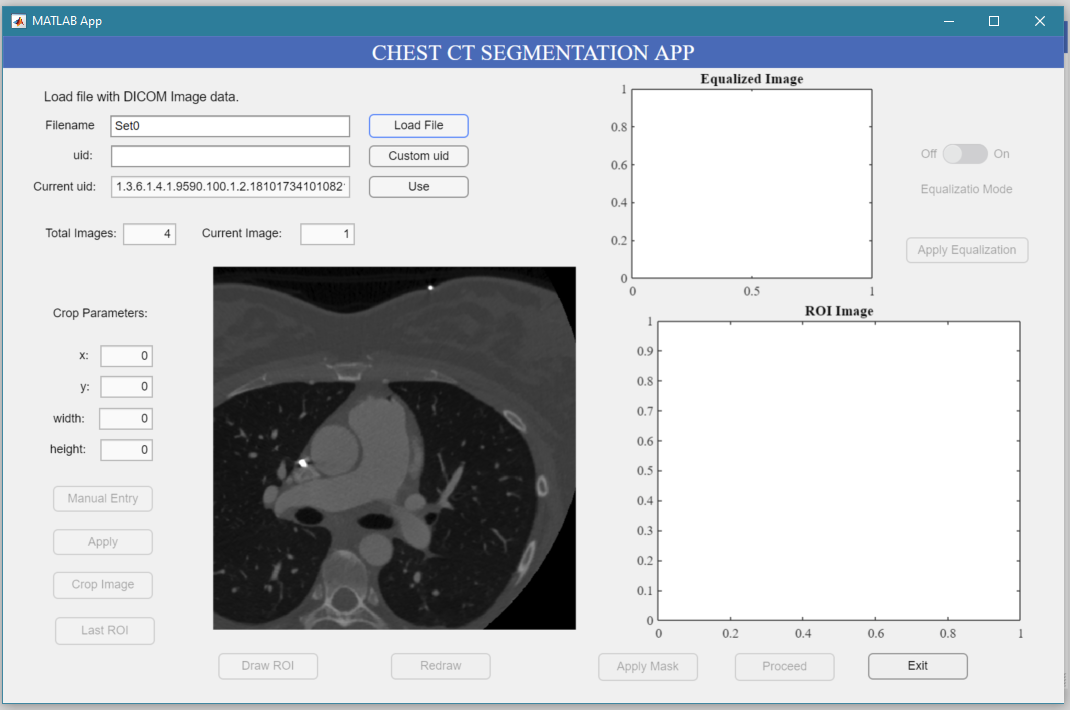 MATLAB App
CHEST CT SEGMENTATION APP
Load file with DICOM Image data.
Filename Set0 Load File
uid: Custom uid
Current uid: 1.3.6.1.4.1.9590.100.1.2.18101734101082 Use
Total Images: 4 Current Image: 1
Crop Parameters:
x: 0
y: 0
width: 0
height: 0
Manual Entry
Apply
Crop Image
Last ROI
Draw ROI Redraw
Equalized Image
1
0.8
0.6
0.4
0.2
0
0 0.5 1
Off On
Equalizatio Mode
Apply Equalization
ROI Image
1
0.9
0.8
0.7
0.6
0.5
0.4
0.3
0.2
0.1
0
0 0.2 0.4 0.6 0.8 1
Apply Mask Proceed Exit